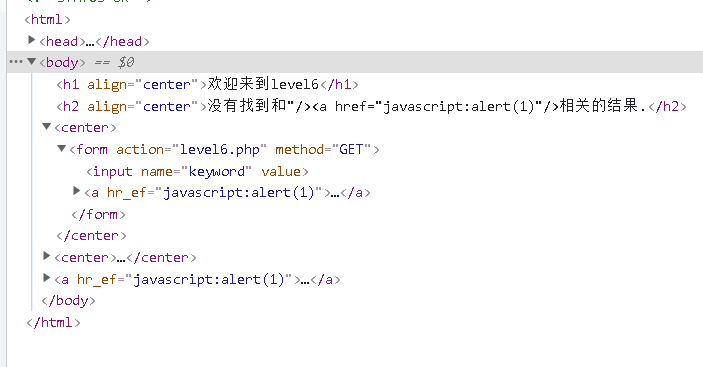 <html>
<head>…</head>
<body> == $0
<h1 align="center">欢迎来到level6</h1>
<h2 align="center">没有找到和"/><a href="javascript:alert(1)"/>相关的结果.</h2>
<center>
<form action="level6.php" method="GET">
<input name="keyword" value>
<a hr_ef="javascript:alert(1)">…</a>
</form>
</center>
<center>…</center>
<a hr_ef="javascript:alert(1)">…</a>
</body>
</html>